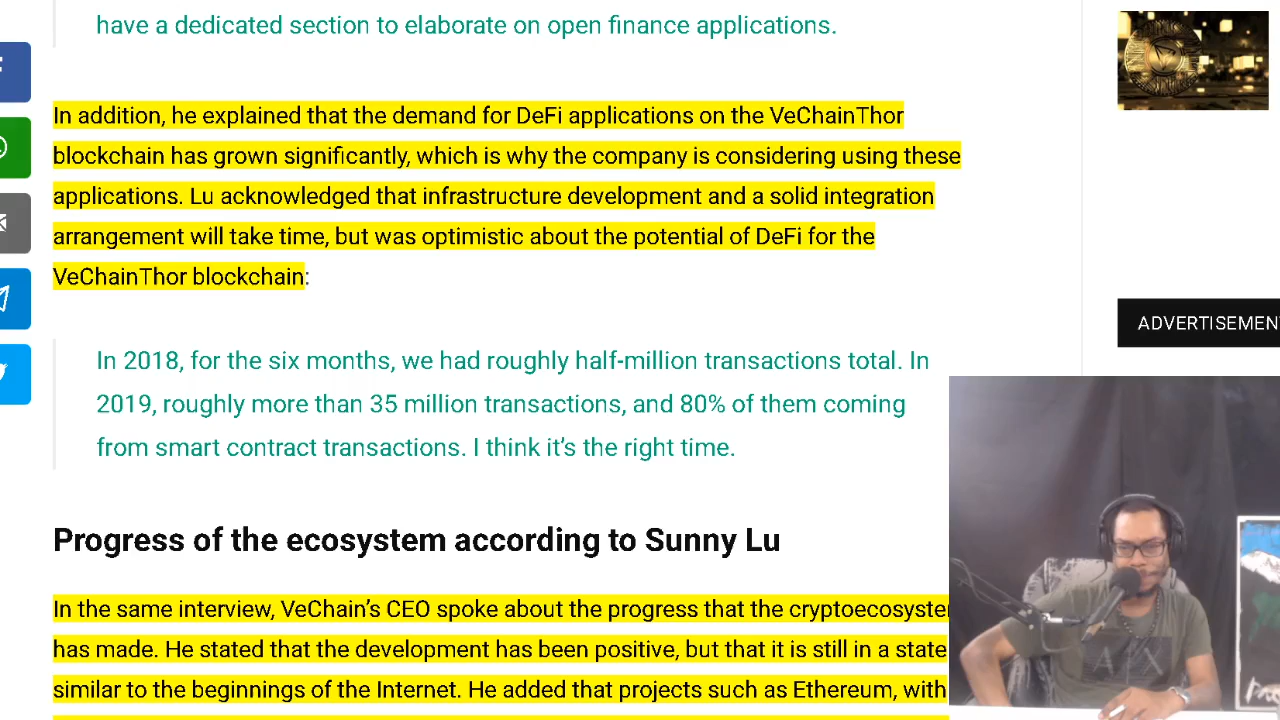 have a dedicated section to elaborate on open finance applications.
In addition, he explained that the demand for DeFi applications on the VeChainThor
blockchain has grown significantly, which is why the company is considering using these
applications. Lu acknowledged that infrastructure development and a solid integration
arrangement will take time, but was optimistic about the potential of DeFi for the
VeChainThor blockchain:
ADVERTISEMEN
In 2018, for the six months, we had roughly half-million transactions total. In
2019, roughly more than 35 million transactions, and 80% of them coming
from smart contract transactions. I think it’s the right time.
Progress of the ecosystem according to Sunny Lu
In the same interview, VeChain’s CEO spoke about the progress that the cryptoecosyste
has made. He stated that the development has been positive, but that it is still in a state
similar to the beginnings of the Internet. He added that projects such as Ethereum, with